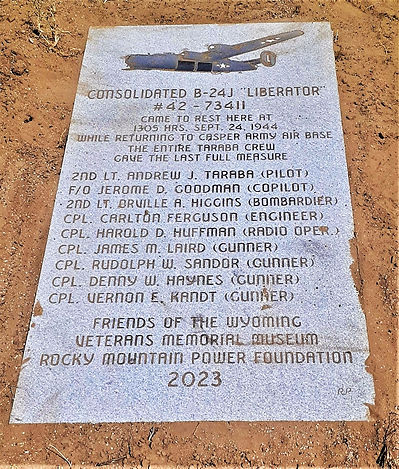 CONSOLIDATED B-24J "LIBERATOR"
#42-73411
CAME TO REST HERE AT
1305 HRS. SEPT. 24, 1944
WHILE RETURNING TO CASPER ARMY AIR BASE
THE ENTIRE TARABA CREW
GAVE THE LAST FULL MEASURE
2ND LT. ANDREW J. TARABA (PILOT)
F/O JEROME D. GOODMAN (COPILOT)
2ND LT. ORVILLE A. HIGGINS (BOMBARDIER)
CPL. CARLTON FERGUSON (ENGINEER)
CPL. HAROLD D. HUFFMAN (RADIO OPER.)
CPL. JAMES M. LAIRD (GUNNER)
CPL. RUDOLPH W. SANDOR (GUNNER)
CPL. DENNY W. HAYNES (GUNNER)
CPL. VERNON E. KANDT (GUNNER)
FRIENDS OF THE WYOMING
VETERANS MEMORIAL MUSEUM
ROCKY MOUNTAIN POWER FOUNDATION
2023